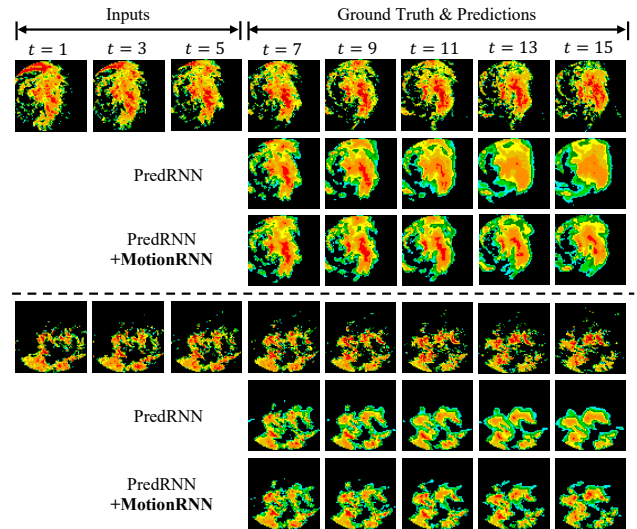 Inputs
Ground Truth & Predictions
t = 1
t = 3
t = 5
t = 7
t = 9
t = 11
t = 13
t = 15
PredRNN
PredRNN
+MotionRNN
PredRNN
PredRNN
+MotionRNN